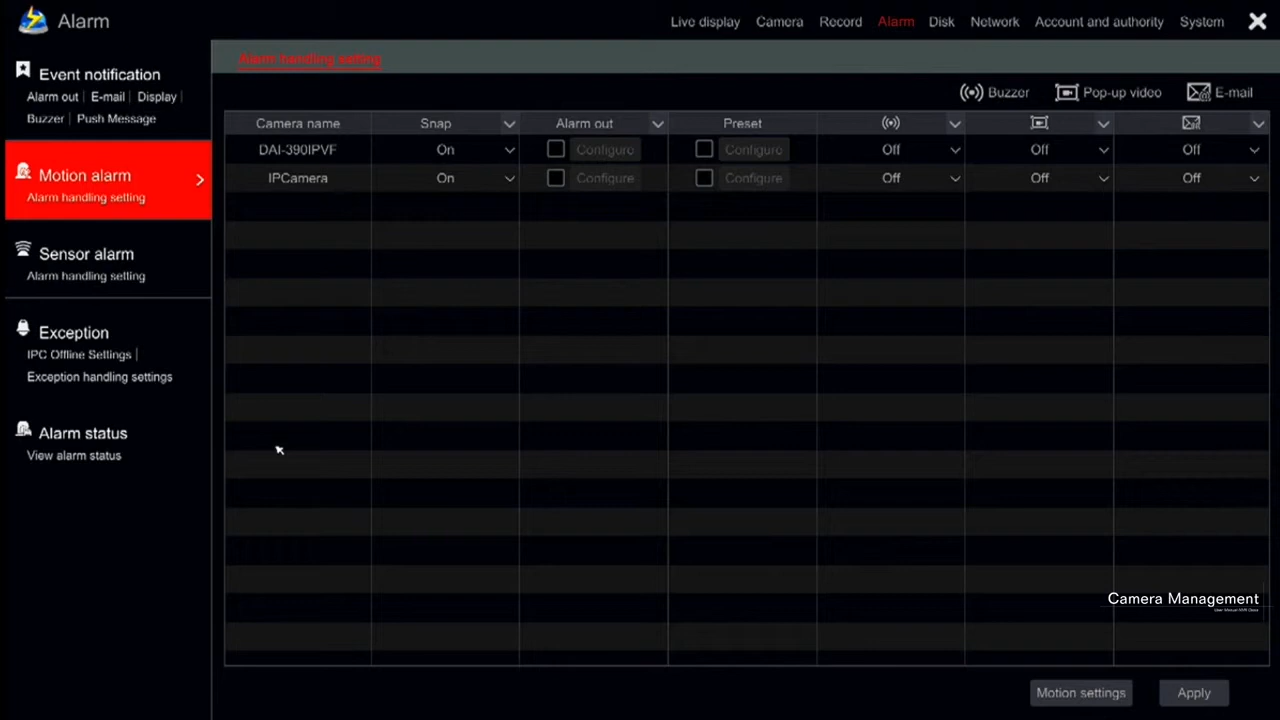 Alarm
Live display Camera Record Alarm Disk Network Account and authority System
Event notification
Alarm out | E-mail | Display |
Buzzer | Push Message
Motion alarm
Alarm handling setting
Sensor alarm
Alarm handling setting
Exception
IPC Offline Settings |
Exception handling settings
Alarm status
View alarm status
Alarm handling setting
Buzzer Pop-up video E-mail
Camera name Snap Alarm out Preset
DAI-390IPVF On Configure Configure Off Off Off
IPCamera On Configure Configure Off Off Off
Camera Management
Motion settings Apply